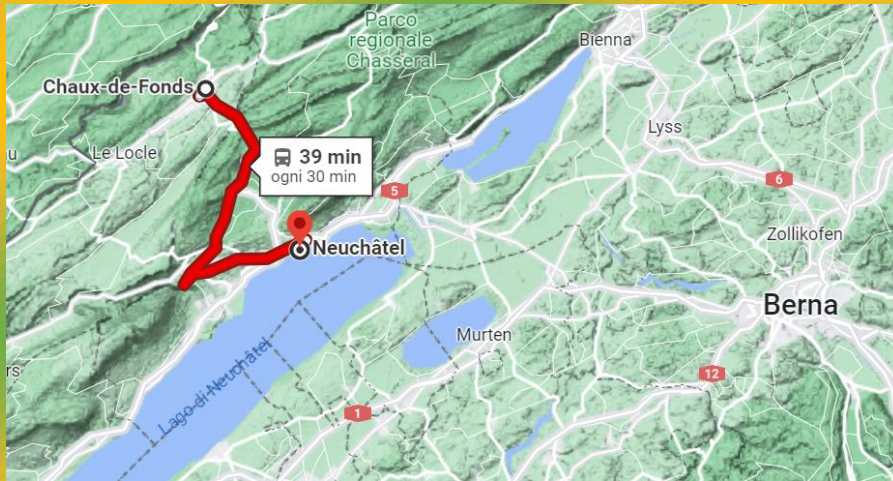 Parco
regionale
Chasseral
Bienna
Chaux-de-Fonds
Lyss
Le Locle
39 min
ogni 30 min
5
6
Zollikofen
Neuchâtel
Berna
Murten
Lago di Neuchâtel
12
1